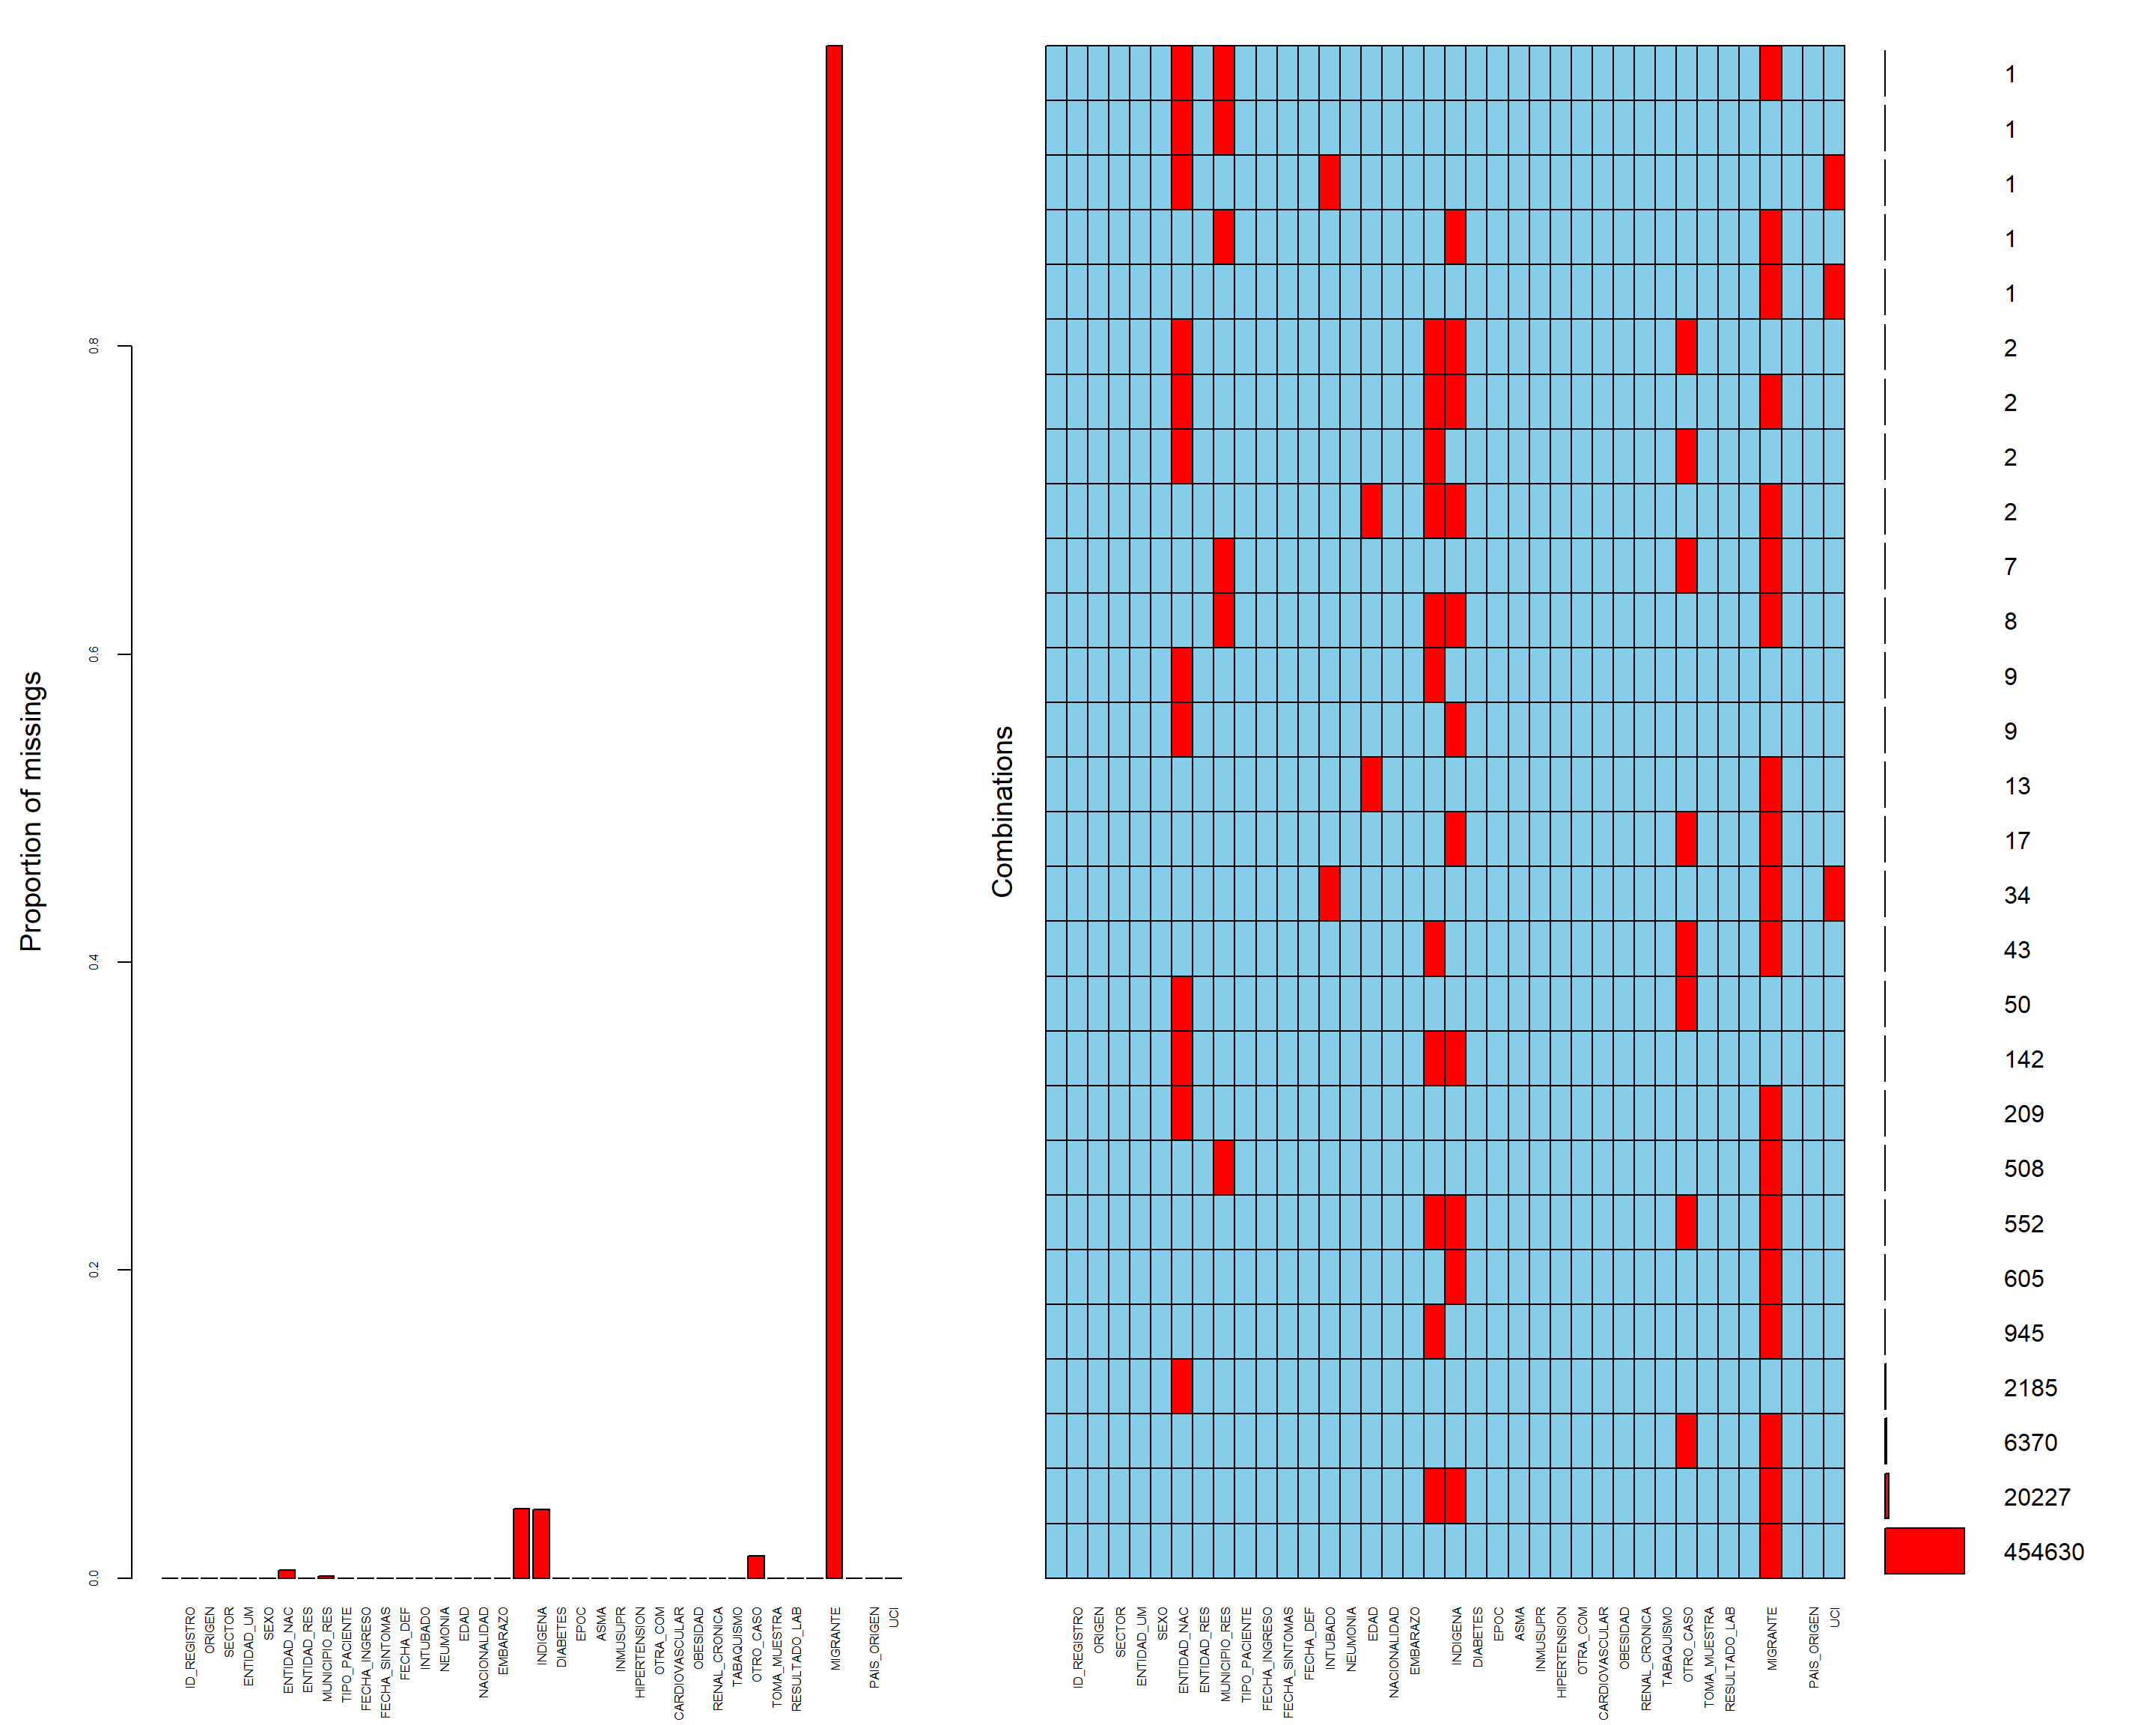 Proportion of missings
0.8
0.6
0.4
0.2
0.0
ID_REGISTRO
ORIGEN
SECTOR
ENTIDAD_UM
SEXO
ENTIDAD_NAC
ENTIDAD_RES
MUNICIPIO_RES
TIPO_PACIENTE
FECHA_INGRESO
FECHA_SINTOMAS
FECHA_DEF
INTUBADO
NEUMONIA
EDAD
NACIONALIDAD
EMBARAZO
INDIGENA
DIABETES
EPOC
ASMA
INMUSUPR
HIPERTENSION
OTRA_COM
CARDIOVASCULAR
OBESIDAD
RENAL_CRONICA
TABAQUISMO
OTRO_CASO
TOMA_MUESTRA
RESULTADO_LAB
MIGRANTE
PAIS_ORIGEN
UCI
Combinations
1
1
1
1
1
2
2
2
2
7
8
9
9
13
17
34
43
50
142
209
508
552
605
945
2185
6370
20227
454630
ID_REGISTRO
ORIGEN
SECTOR
ENTIDAD_UM
SEXO
ENTIDAD_NAC
ENTIDAD_RES
MUNICIPIO_RES
TIPO_PACIENTE
FECHA_INGRESO
FECHA_SINTOMAS
FECHA_DEF
INTUBADO
NEUMONIA
EDAD
NACIONALIDAD
EMBARAZO
INDIGENA
DIABETES
EPOC
ASMA
INMUSUPR
HIPERTENSION
OTRA_COM
CARDIOVASCULAR
OBESIDAD
RENAL_CRONICA
TABAQUISMO
OTRO_CASO
TOMA_MUESTRA
RESULTADO_LAB
MIGRANTE
PAIS_ORIGEN
UCI